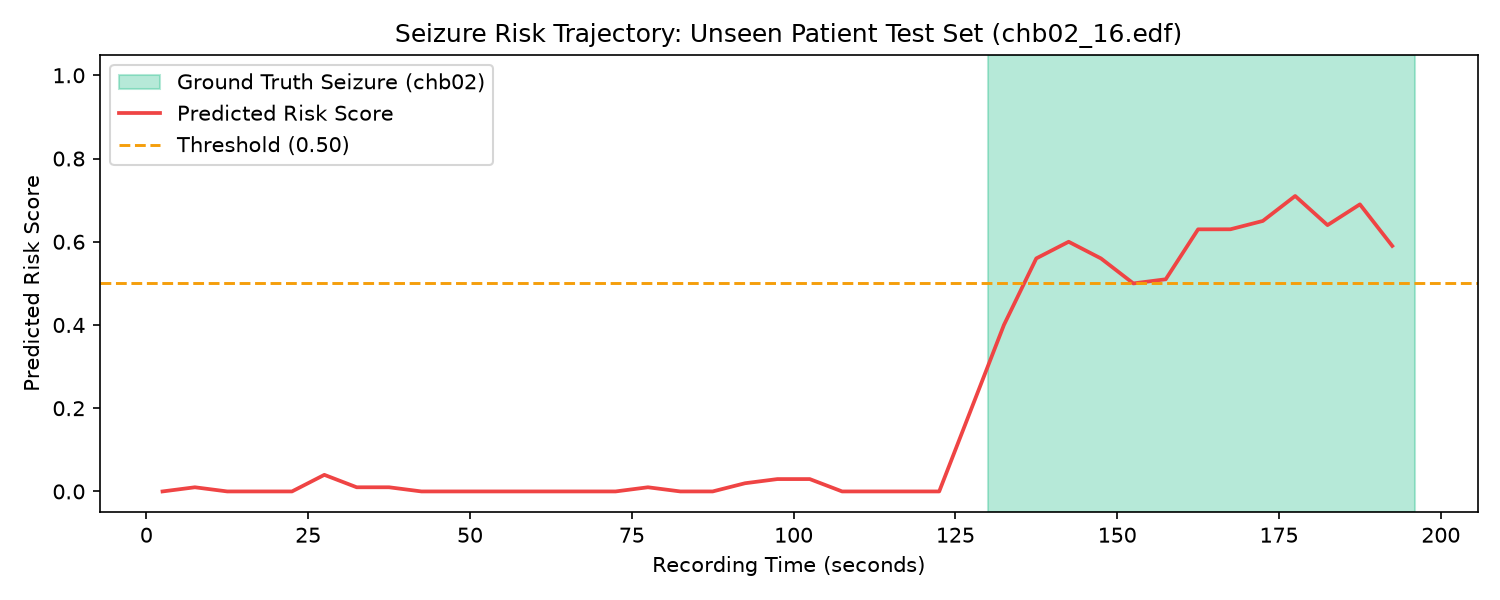 Seizure Risk Trajectory: Unseen Patient Test Set (chb02_16.edf)
Ground Truth Seizure (chb02)
Predicted Risk Score
Threshold (0.50)
Predicted Risk Score
1.0
0.8
0.6
0.4
0.2
0.0
0 25 50 75 100 125 150 175 200
Recording Time (seconds)